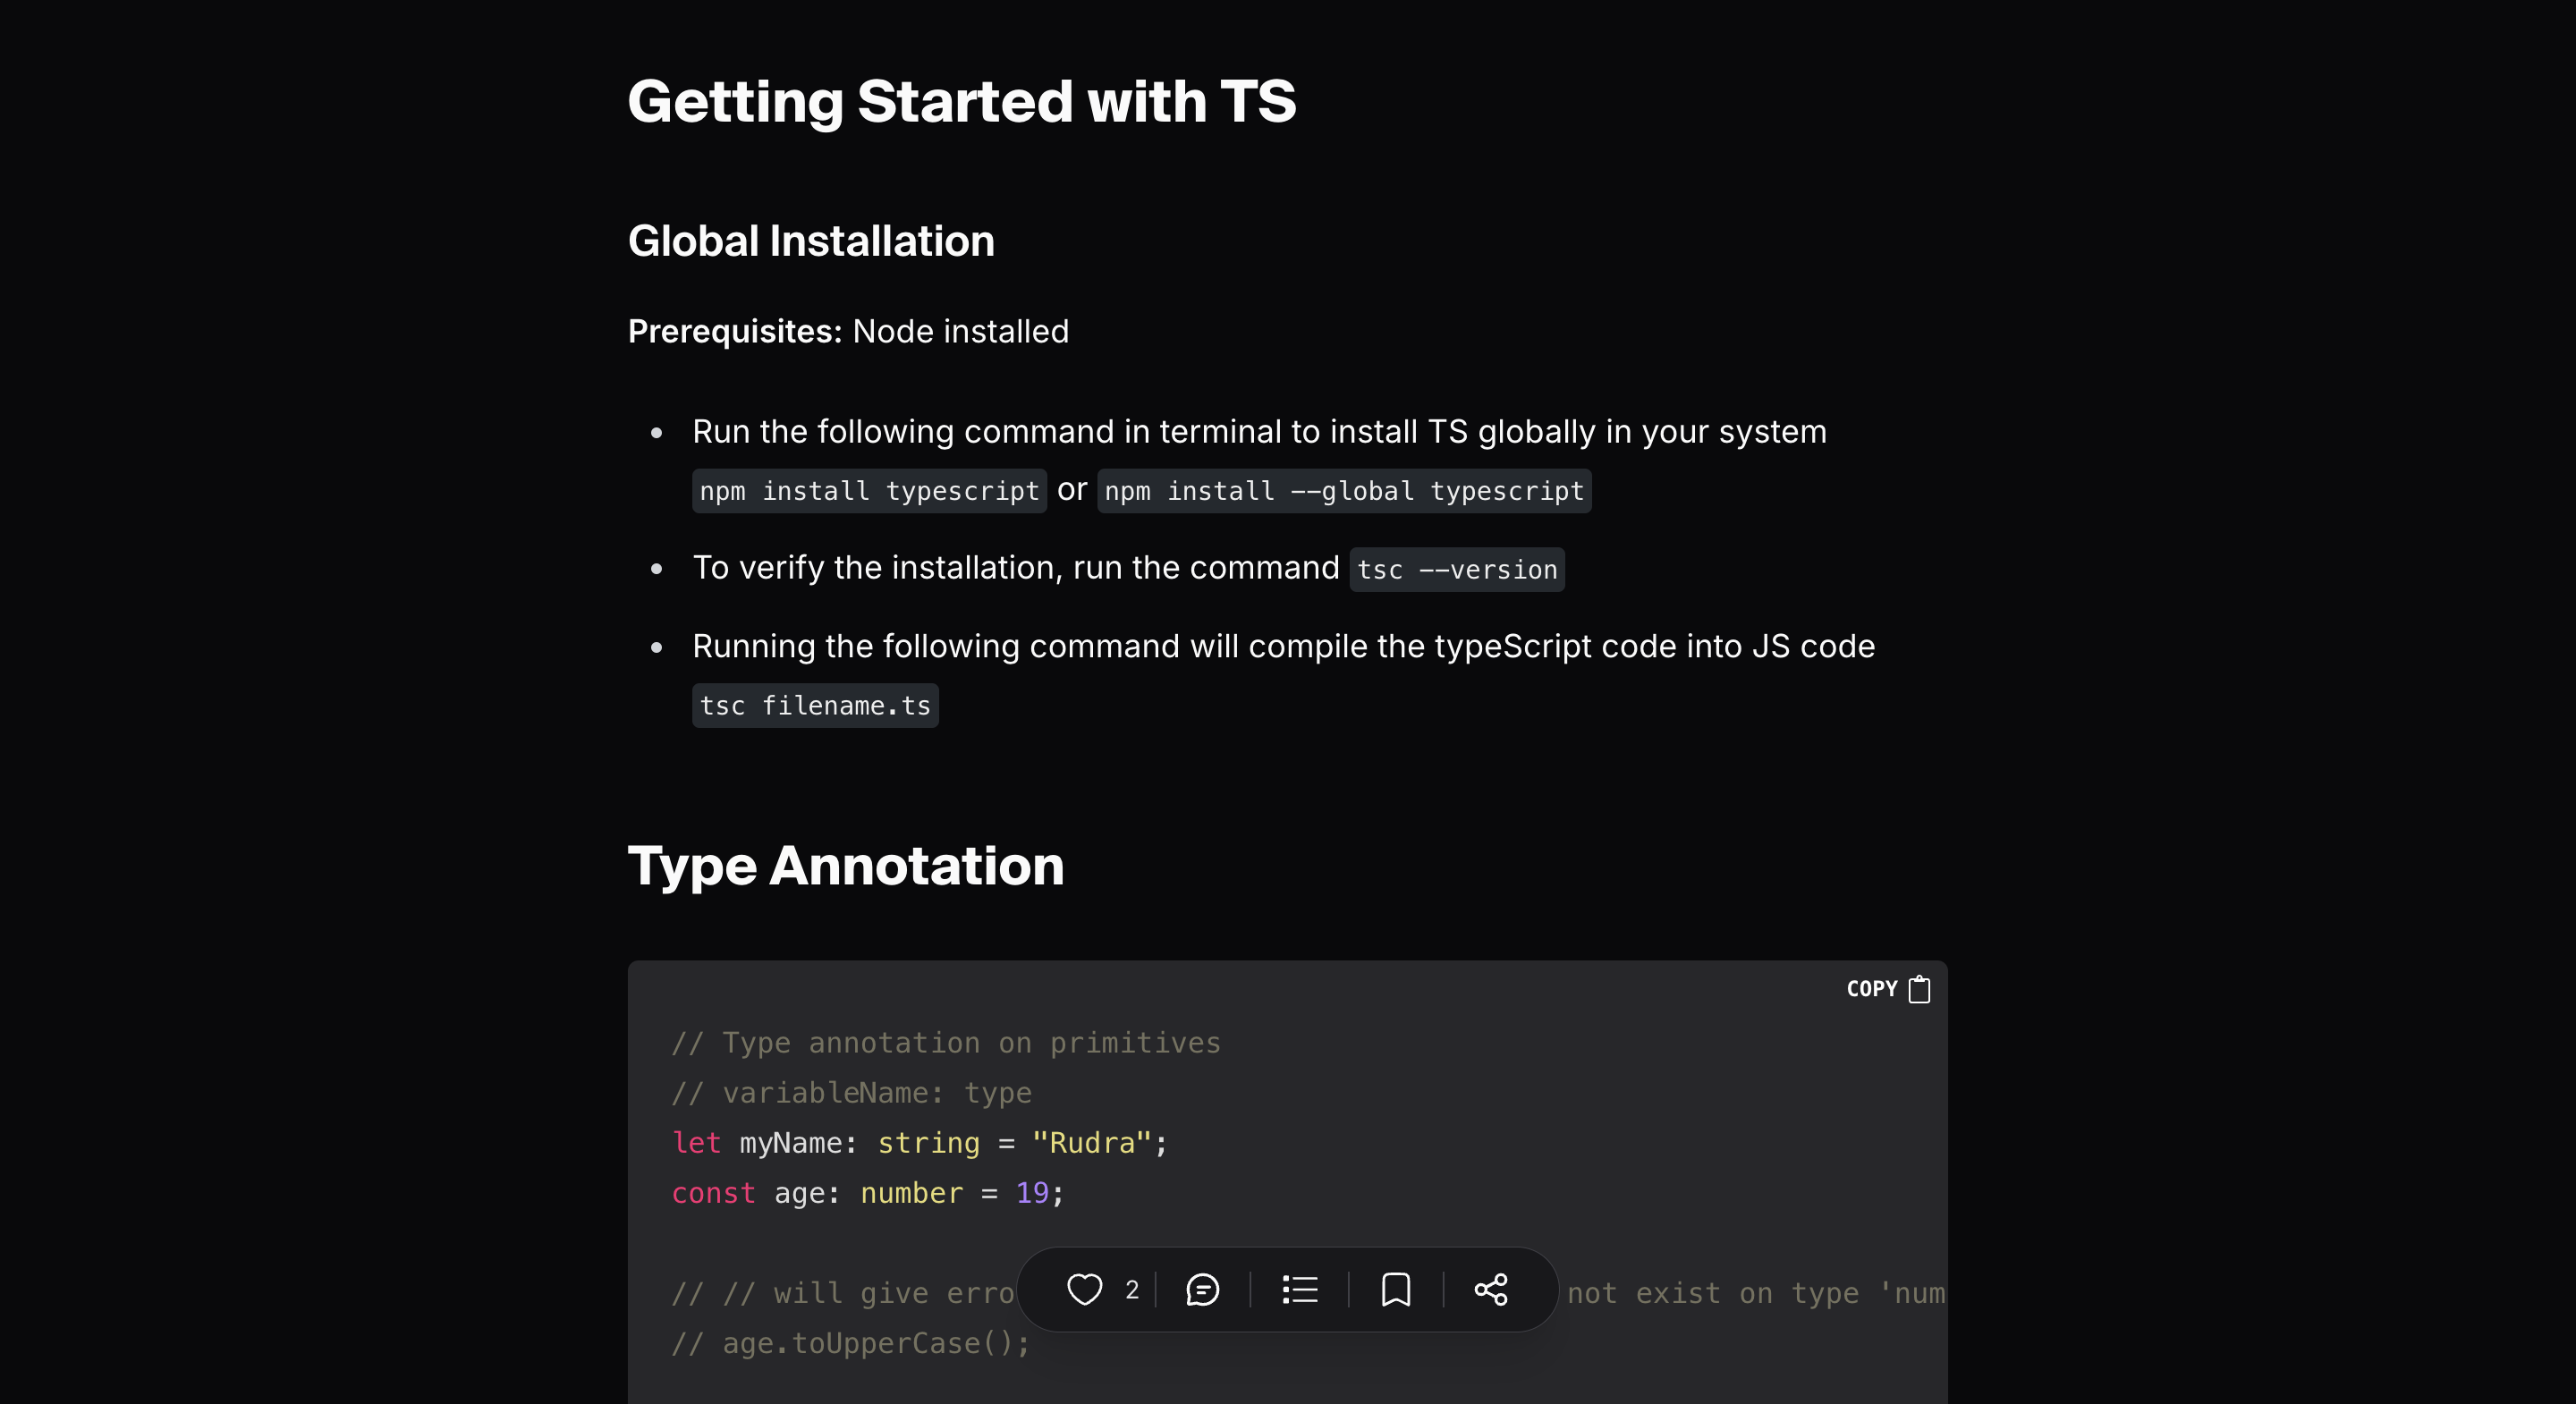 Getting Started with TS
Global Installation
Prerequisites: Node installed
Run the following command in terminal to install TS globally in your system
npm install typescript or npm install --global typescript
To verify the installation, run the command tsc --version
Running the following command will compile the typeScript code into JS code
tsc filename.ts
Type Annotation
COPY
// Type annotation on primitives
// variableName: type
let myName: string = "Rudra";
const age: number = 19;
// // will give erro
not exist on type 'num
// age.toUpperCase();
2